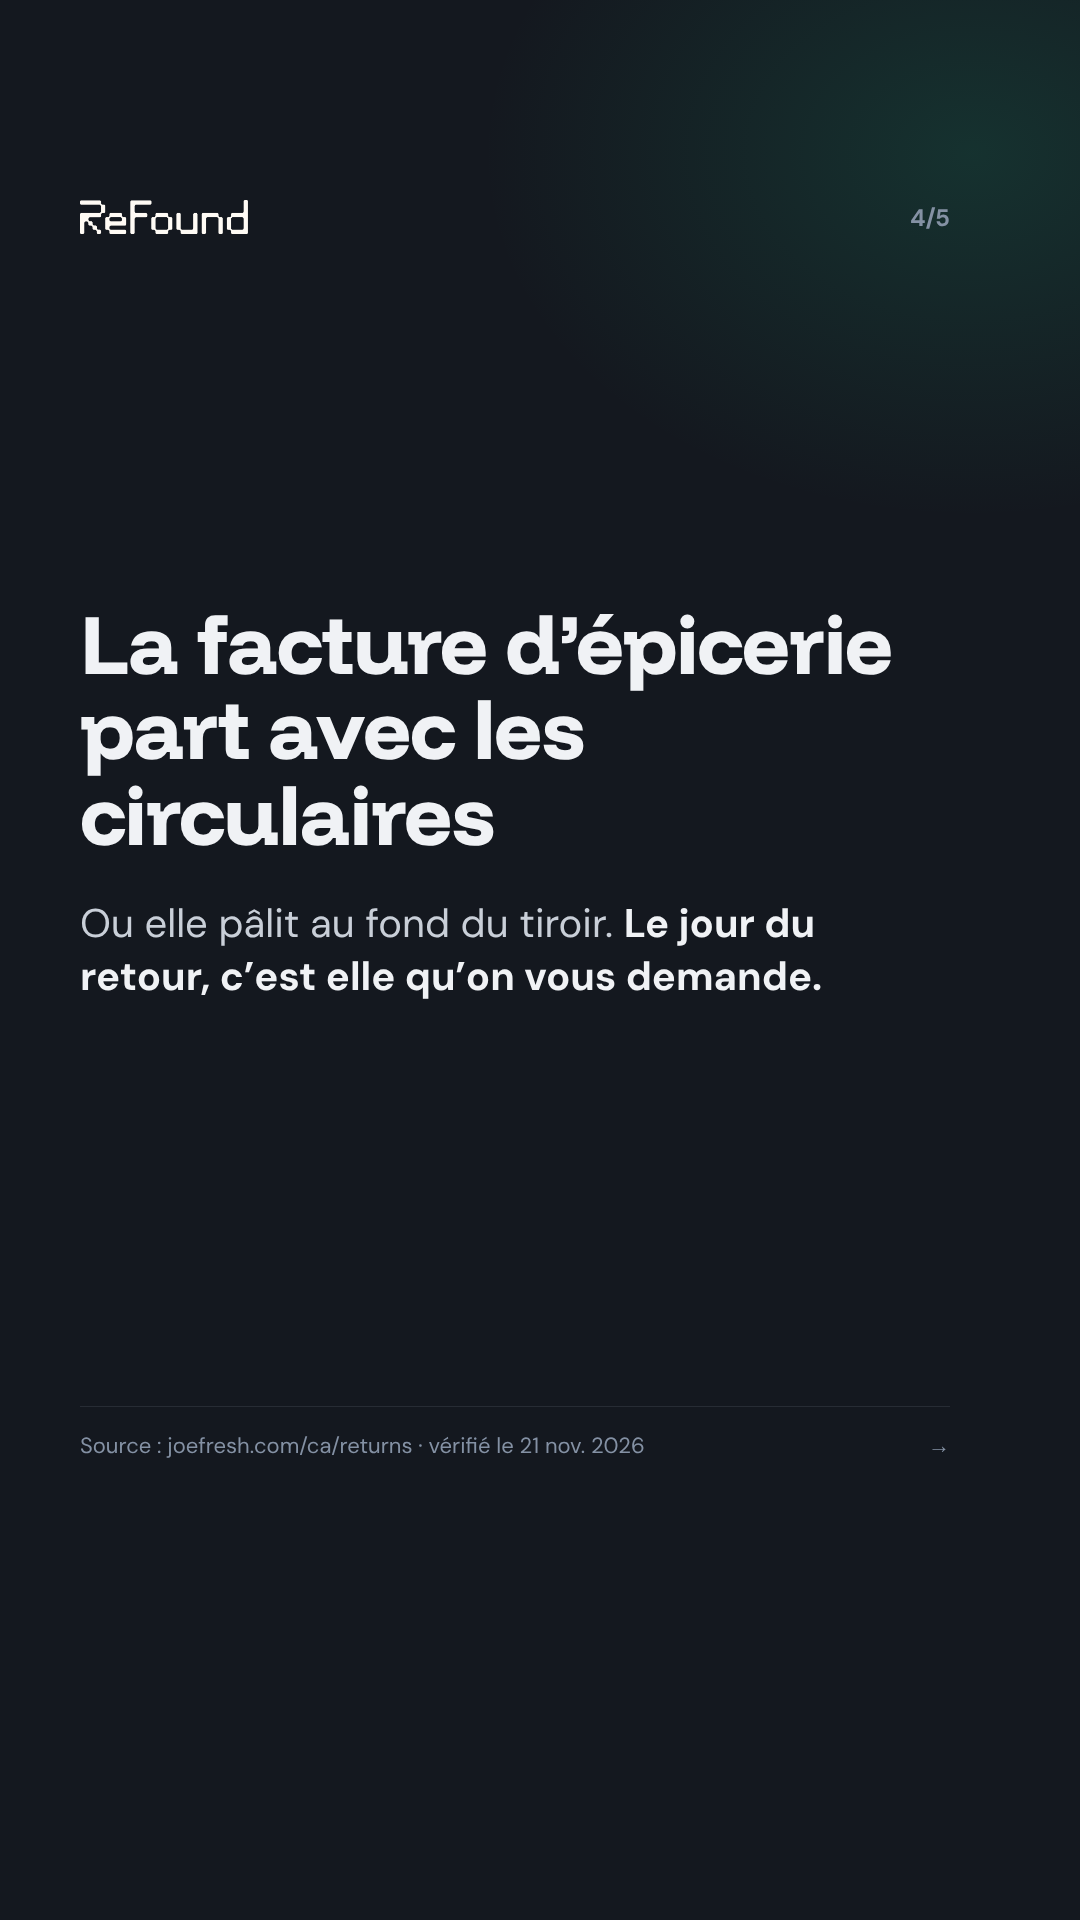 ReFound
4/5
La facture d’épicerie
part avec les
circulaires
Ou elle pâlit au fond du tiroir. Le jour du
retour, c’est elle qu’on vous demande.
Source : joefresh.com/ca/returns · vérifié le 21 nov. 2026 →